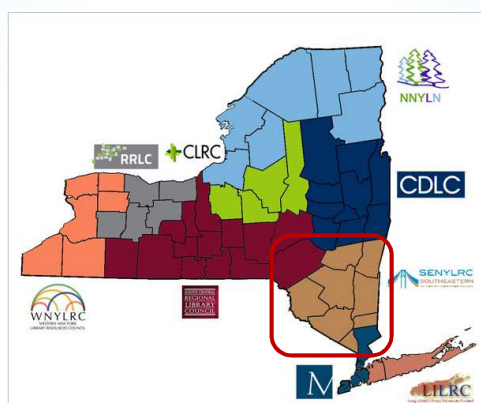 NNYLN
RRLC
CLRC
CDLC
SENYLRC
SOUTHEASTERN
WNYLRC
WESTERN NEW YORK
LIBRARY RESOURCES COUNCIL
SOUTH CENTRAL
REGIONAL
LIBRARY
COUNCIL
M
LILRC